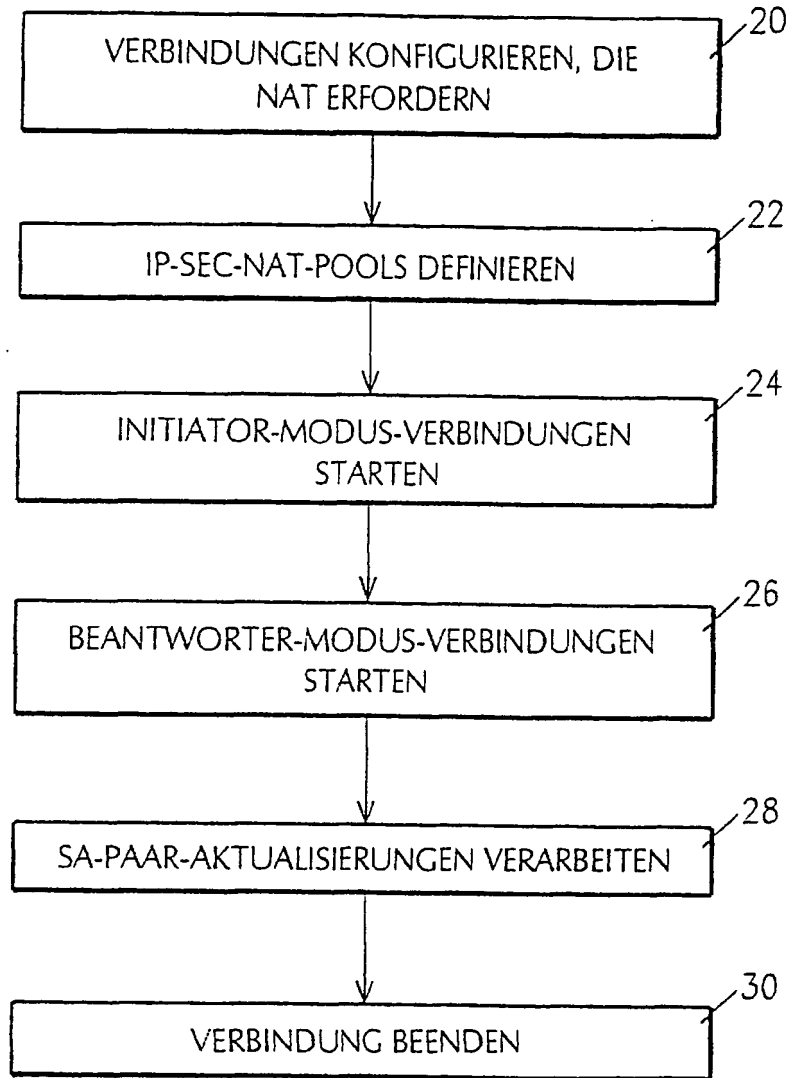 20
VERBINDUNGEN KONFIGURIEREN, DIE
NAT ERFORDERN
22
IP-SEC-NAT-POOLS DEFINIEREN
24
INITIATOR-MODUS-VERBINDUNGEN
STARTEN
26
BEANTWORTER-MODUS-VERBINDUNGEN
STARTEN
28
SA-PAAR-AKTUALISIERUNGEN VERARBEITEN
30
VERBINDUNG BEENDEN